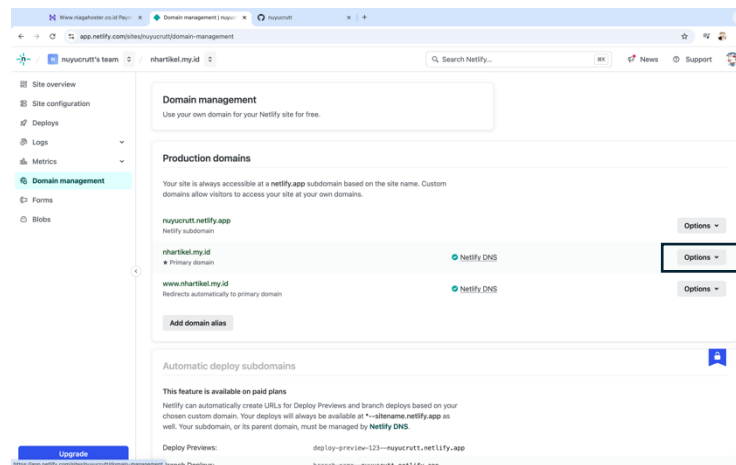 Www.niagahoster.co.id Paym
Domain management | nuyuc
nuyucrutt
app.netlify.com/sites/nuyucrutt/domain-management
nuyucrutt's team
nhartikel.my.id
Search Netlify...
News
Support
Site overview
Site configuration
Deploys
Logs
Metrics
Domain management
Forms
Blobs
Upgrade
Domain management
Use your own domain for your Netlify site for free.
Production domains
Your site is always accessible at a netlify.app subdomain based on the site name. Custom
domains allow visitors to access your site at your own domains.
nuyucrutt.netlify.app
Netlify subdomain
Options
nhartikel.my.id
★ Primary domain
Netlify DNS
Options
www.nhartikel.my.id
Redirects automatically to primary domain
Netlify DNS
Options
Add domain alias
Automatic deploy subdomains
This feature is available on paid plans
Netlify can automatically create URLs for Deploy Previews and branch deploys based on your
chosen custom domain. Your deploys will always be available at *--sitename.netlify.app as
well. Your subdomain, or its parent domain, must be managed by Netlify DNS.
Deploy Previews:
deploy-preview-123--nuyucrutt.netlify.app